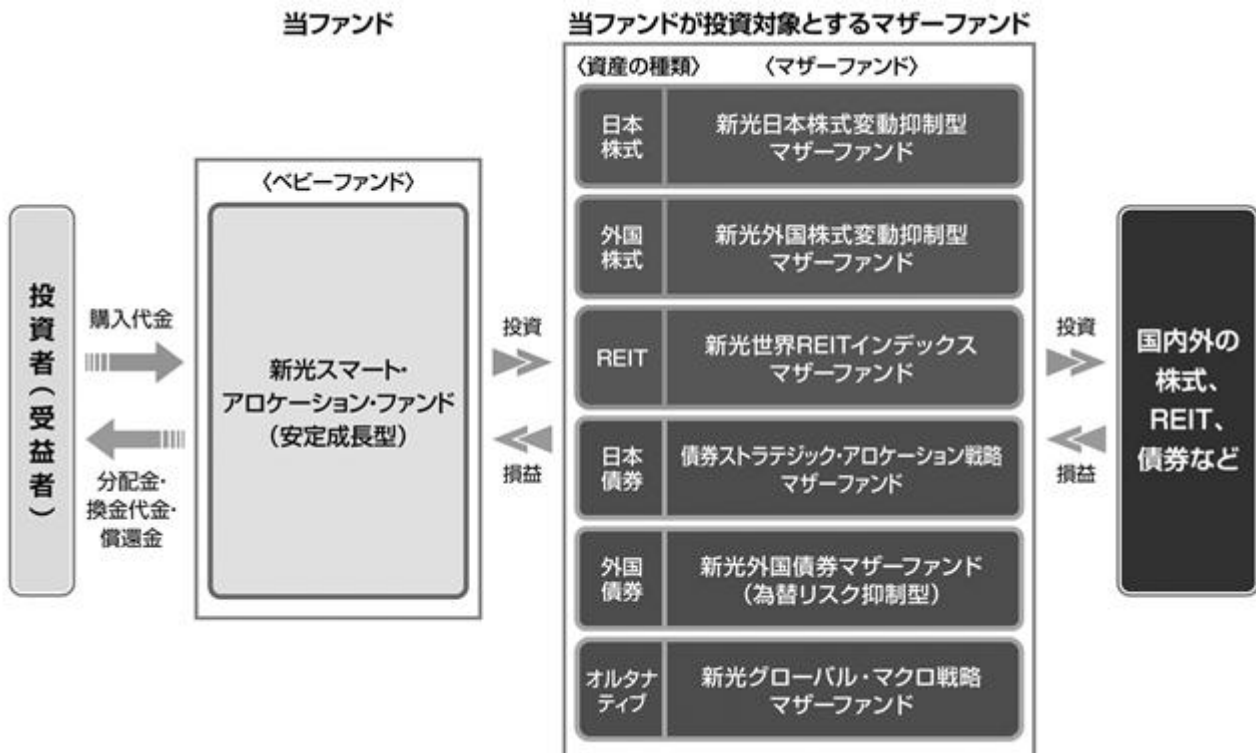 当ファンド
当ファンドが投資対象とするマザーファンド
〈資産の種類〉
〈マザーファンド〉
〈ベビーファンド〉
投資者(受益者)
購入代金
分配金・
換金代金・
償還金
新光スマート・
アロケーション・ファンド
(安定成長型)
投資
損益
日本
株式
新光日本株式変動抑制型
マザーファンド
外国
株式
新光外国株式変動抑制型
マザーファンド
REIT
新光世界REITインデックス
マザーファンド
日本
債券
債券ストラテジック・アロケーション戦略
マザーファンド
外国
債券
新光外国債券マザーファンド
(為替リスク抑制型)
オルタナ
ティブ
新光グローバル・マクロ戦略
マザーファンド
投資
損益
国内外の
株式、
REIT、
債券など